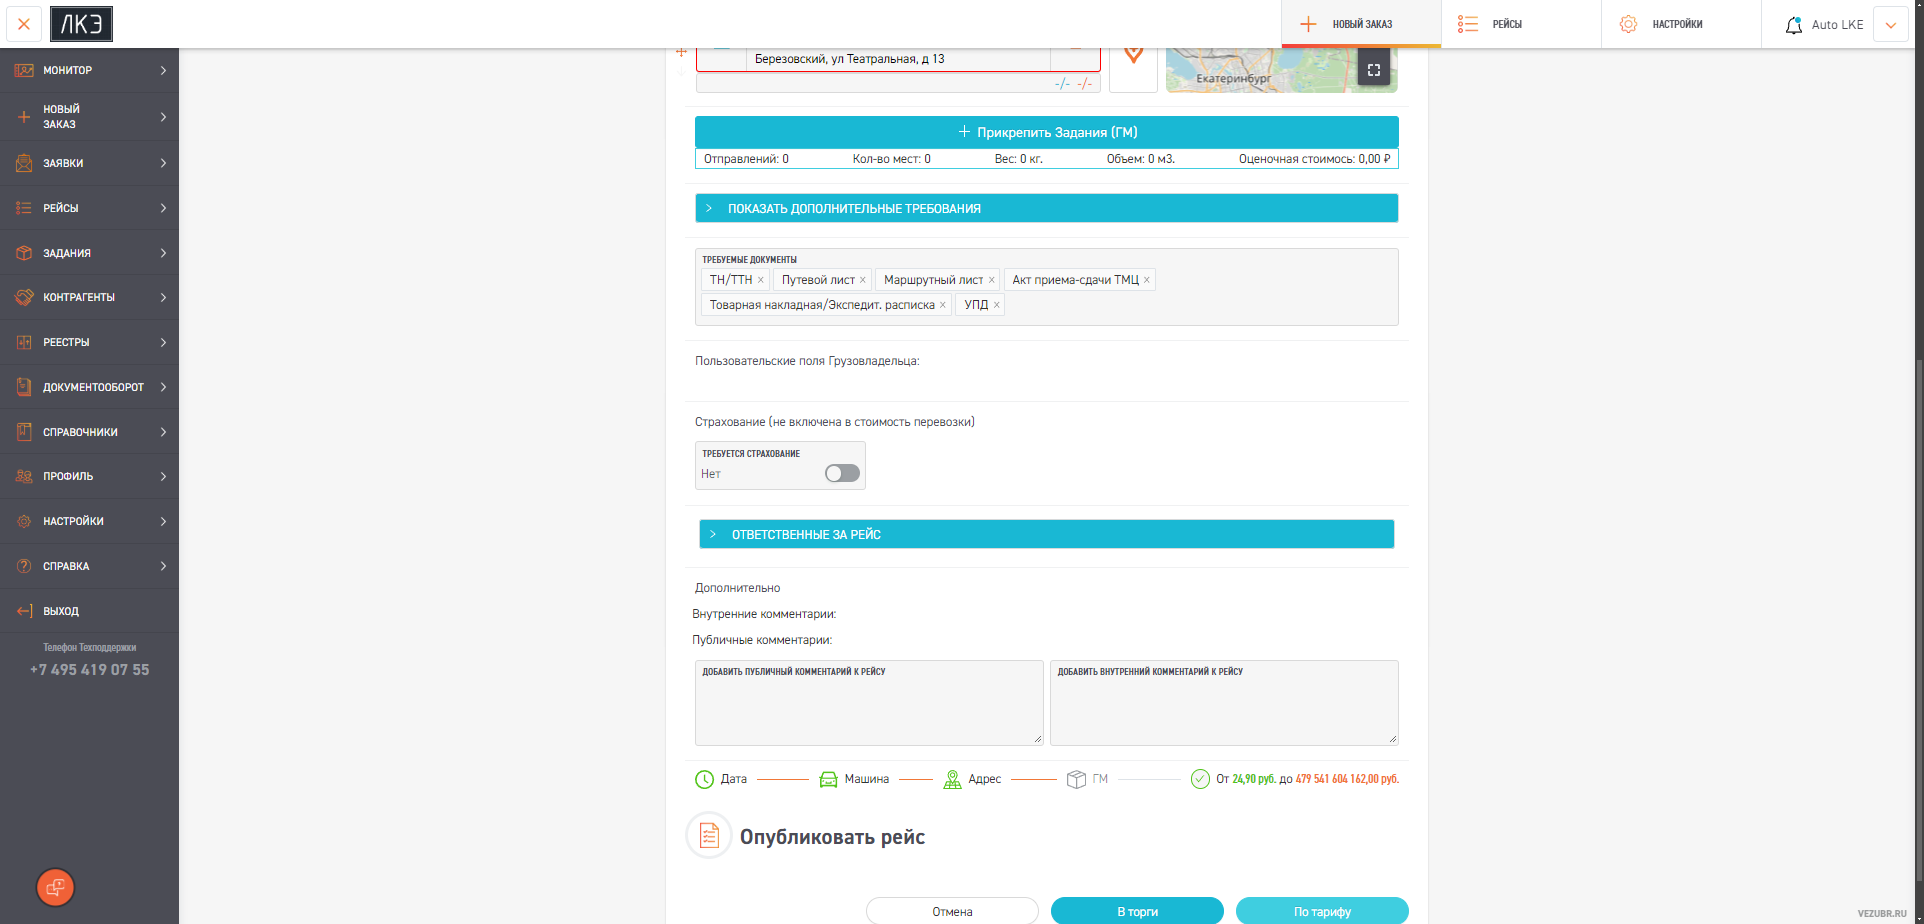 ЛКЭ
НОВЫЙ ЗАКАЗ
РЕЙСЫ
НАСТРОЙКИ
Auto LKE
МОНИТОР
НОВЫЙ
ЗАКАЗ
ЗАЯВКИ
РЕЙСЫ
ЗАДАНИЯ
КОНТРАГЕНТЫ
РЕЕСТРЫ
ДОКУМЕНТООБОРОТ
СПРАВОЧНИКИ
ПРОФИЛЬ
НАСТРОЙКИ
СПРАВКА
ВЫХОД
Телефон Техподдержки
+7 495 419 07 55
Березовский, ул Театральная, д 13
-/- -/-
Екатеринбург
+ Прикрепить Задания (ГМ)
Отправлений: 0 Кол-во мест: 0 Вес: 0 кг. Объем: 0 м3. Оценочная стоимось: 0,00 ₽
ПОКАЗАТЬ ДОПОЛНИТЕЛЬНЫЕ ТРЕБОВАНИЯ
ТРЕБУЕМЫЕ ДОКУМЕНТЫ
ТН/ТТН × Путевой лист × Маршрутный лист × Акт приема-сдачи ТМЦ ×
Товарная накладная/Экспедит. расписка × УПД ×
Пользовательские поля Грузовладельца:
Страхование (не включена в стоимость перевозки)
ТРЕБУЕТСЯ СТРАХОВАНИЕ
Нет
ОТВЕТСТВЕННЫЕ ЗА РЕЙС
Дополнительно
Внутренние комментарии:
Публичные комментарии:
ДОБАВИТЬ ПУБЛИЧНЫЙ КОММЕНТАРИЙ К РЕЙСУ
ДОБАВИТЬ ВНУТРЕННИЙ КОММЕНТАРИЙ К РЕЙСУ
Дата Машина Адрес ГМ От 24,90 руб. до 479 541 604 162,00 руб.
Опубликовать рейс
Отмена В торги По тарифу
VEZUBR.RU